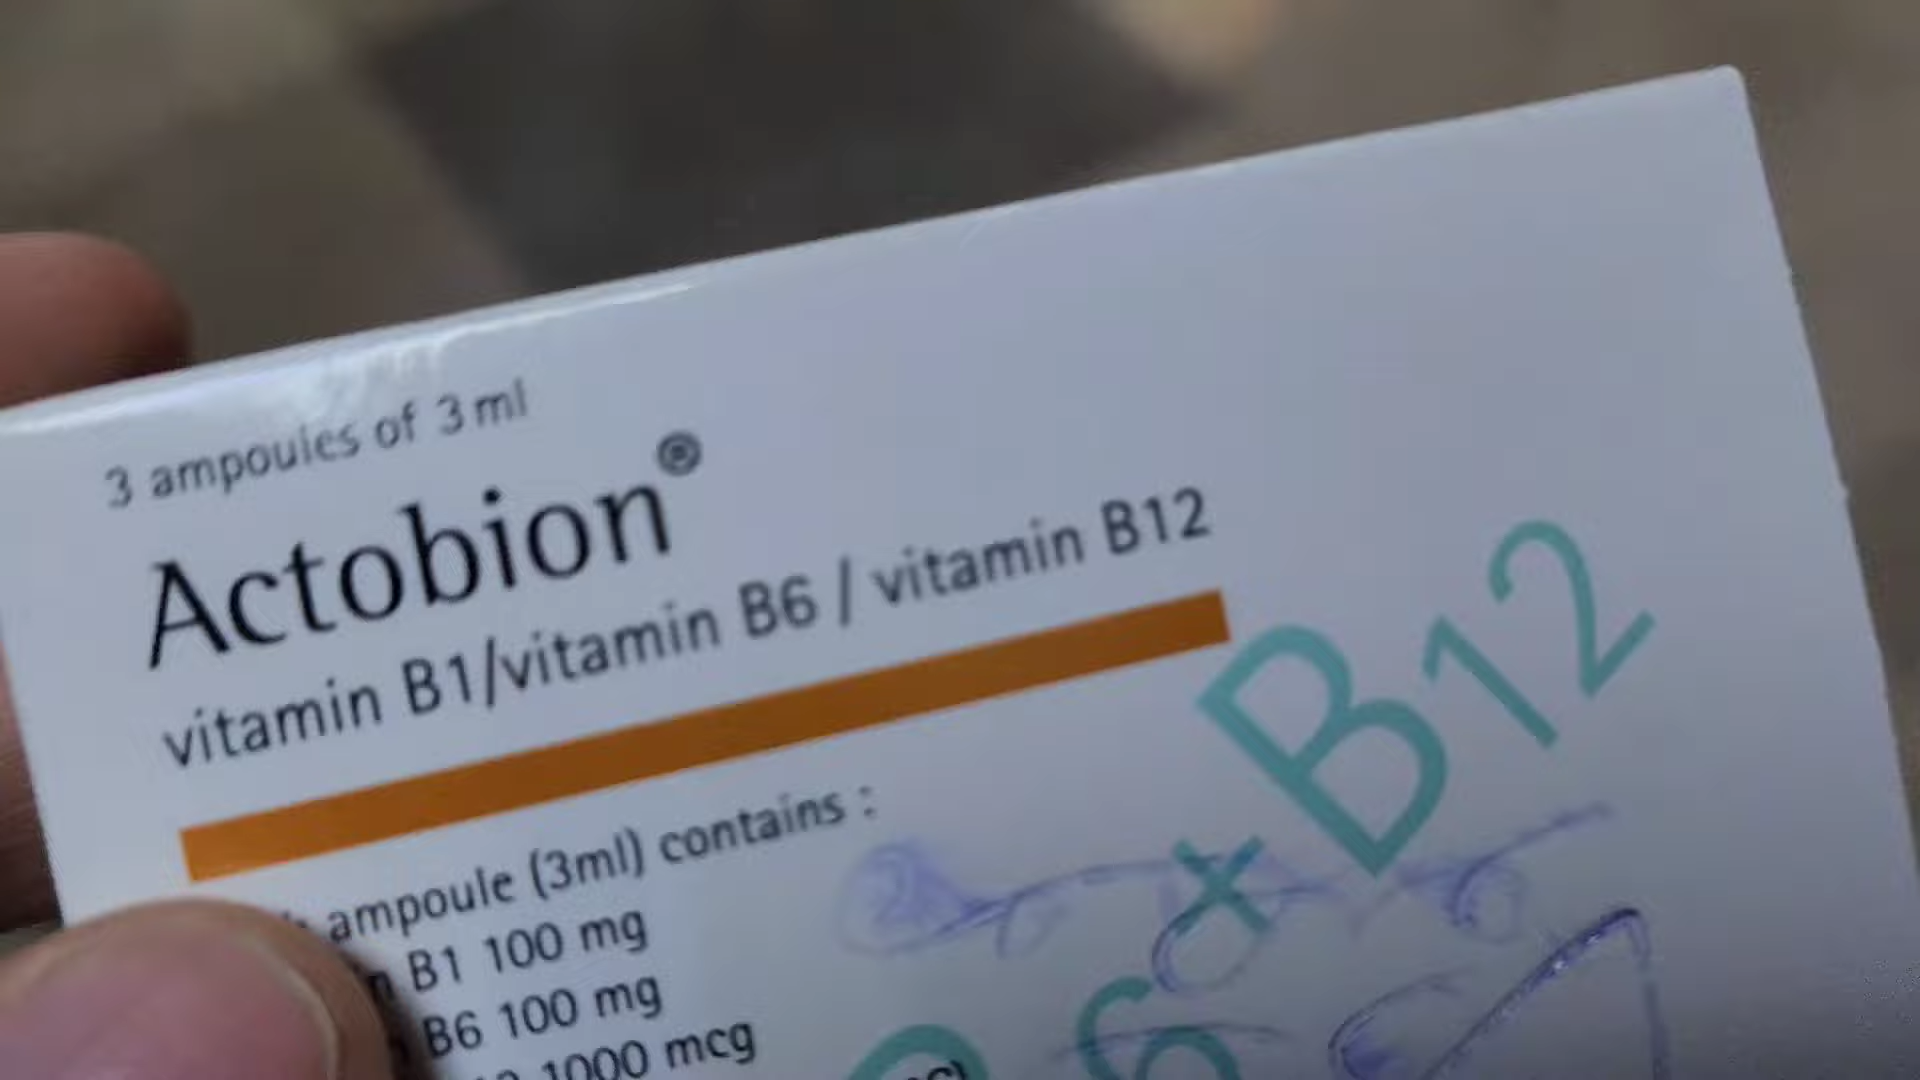 3 ampoules of 3 ml
Actobion®
vitamin B1/vitamin B6 / vitamin B12
ampoule (3ml) contains :
B1 100 mg
B6 100 mg
1000 mcg
+ B12
6